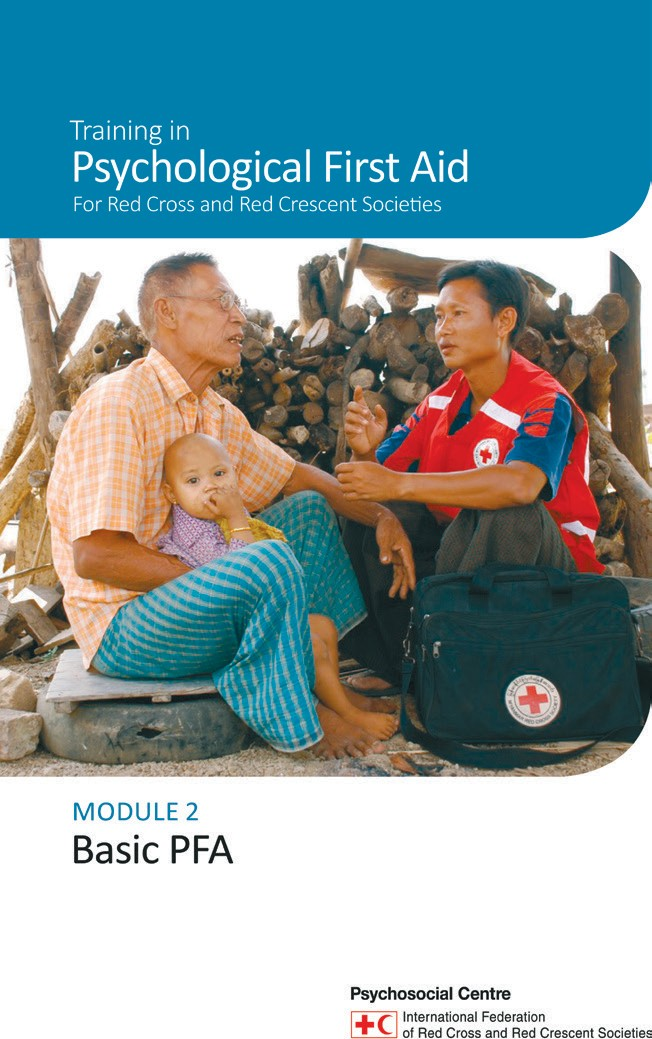 Training in
Psychological First Aid
For Red Cross and Red Crescent Societies
MODULE 2
Basic PFA
Psychosocial Centre
International Federation
of Red Cross and Red Crescent Societies